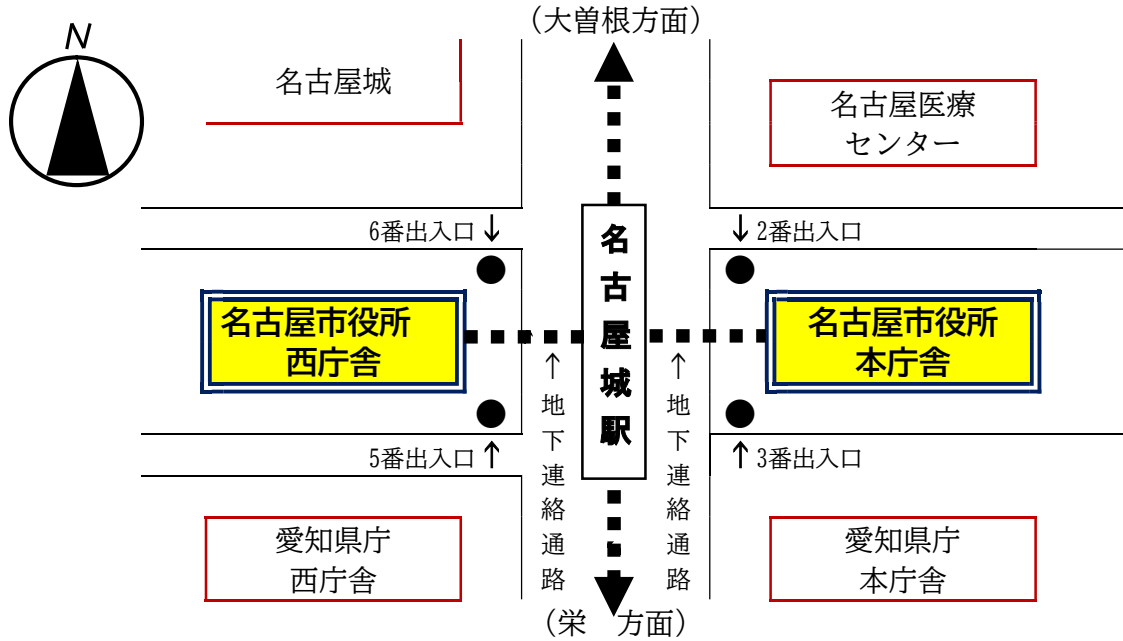 N
(大曽根方面)
名古屋城
名古屋医療
センター
6番出入口↓
↓2番出入口
名古屋市役所
西庁舎
名古屋城駅
名古屋市役所
本庁舎
↑地下連絡通路
↑地下連絡通路
5番出入口↑
↑3番出入口
愛知県庁
西庁舎
愛知県庁
本庁舎
(栄　方面)